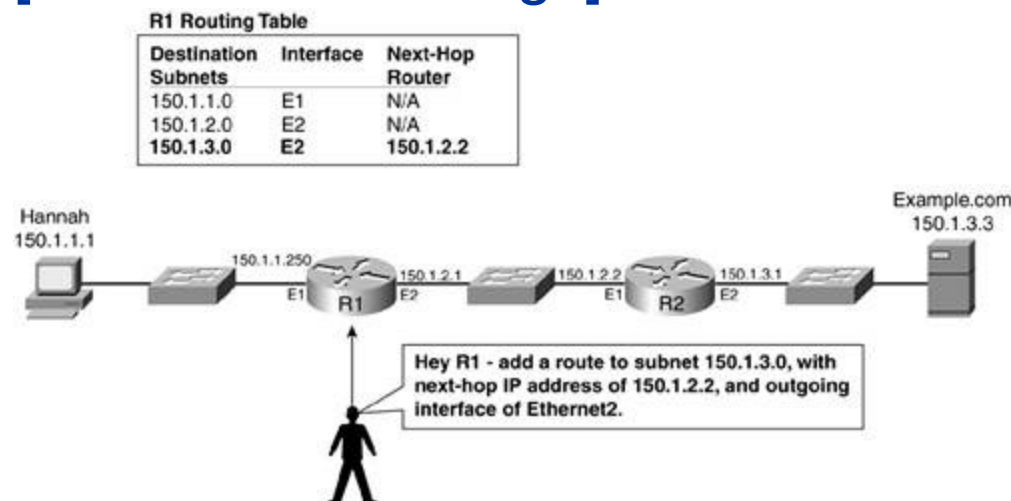 R1 Routing Table
Destination Interface Next-Hop
Subnets Router
150.1.1.0 E1 N/A
150.1.2.0 E2 N/A
150.1.3.0 E2 150.1.2.2
Hannah
150.1.1.1
Example.com
150.1.3.3
150.1.1.250
150.1.2.1
150.1.2.2
150.1.3.1
E1
R1
E2
E1
R2
E2
Hey R1 - add a route to subnet 150.1.3.0, with
next-hop IP address of 150.1.2.2, and outgoing
interface of Ethernet2.